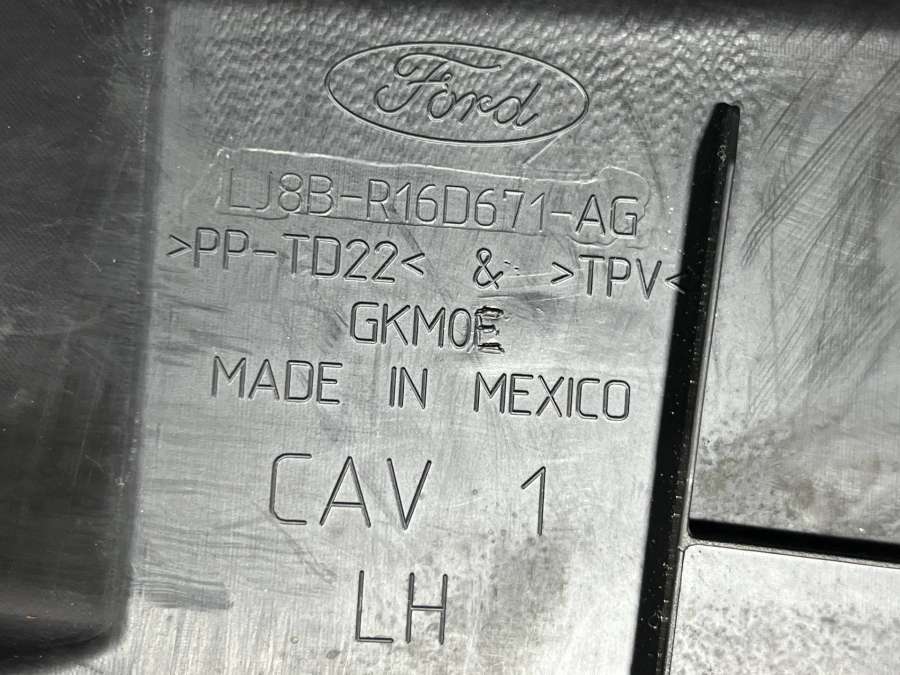 Ford
LJ8B-R16D671-AG
>PP-TD22< & >TPV<
GKM0E
MADE IN MEXICO
CAV 1
LH